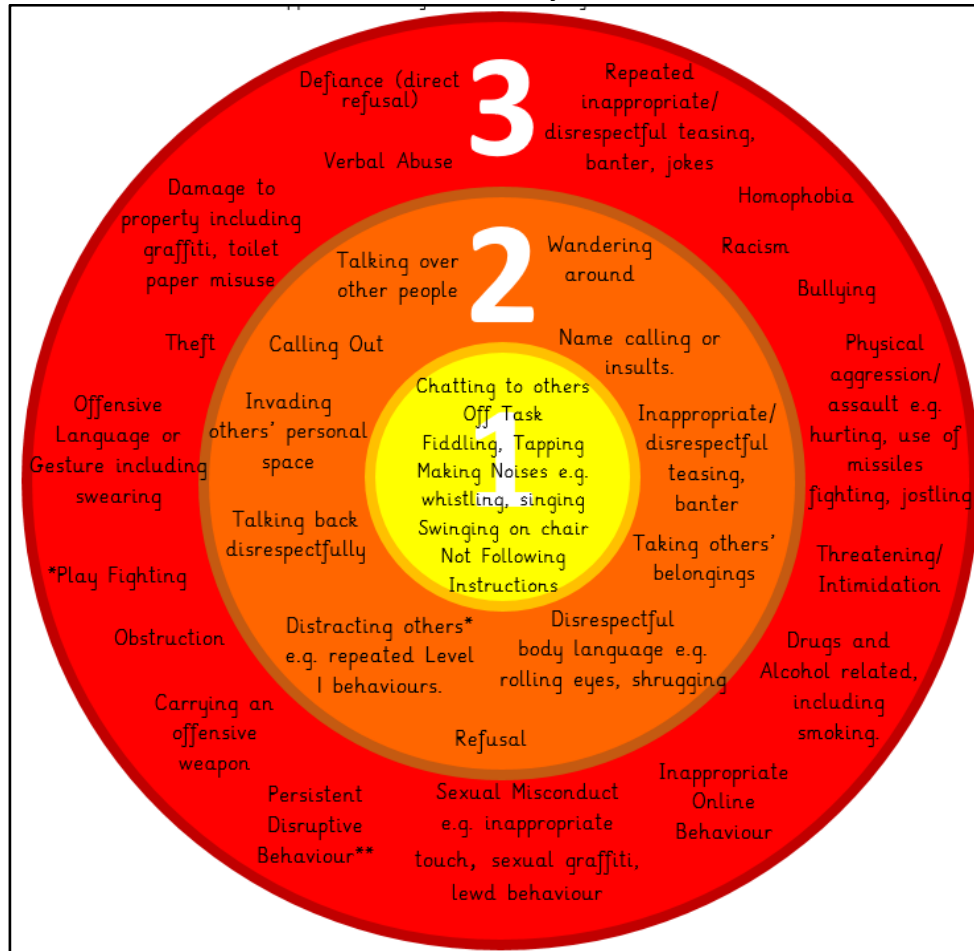 3
Defiance (direct
refusal)
Verbal Abuse
Repeated
inappropriate/
disrespectful teasing,
banter, jokes
Homophobia
Racism
Bullying
Physical
aggression/
assault e.g.
hurting, use of
missiles
fighting, jostling
Threatening/
Intimidation
Drugs and
Alcohol related,
including
smoking.
Inappropriate
Online
Behaviour
Sexual Misconduct
e.g. inappropriate
touch, sexual graffiti,
lewd behaviour
Persistent
Disruptive
Behaviour**
Carrying an
offensive
weapon
Obstruction
*Play Fighting
Offensive
Language or
Gesture including
swearing
Theft
Damage to
property including
graffiti, toilet
paper misuse
2
Talking over
other people
Wandering
around
Calling Out
Name calling or
insults.
Invading
others' personal
space
Inappropriate/
disrespectful
teasing,
banter
Talking back
disrespectfully
Taking others'
belongings
Distracting others*
e.g. repeated Level
1 behaviours.
Disrespectful
body language e.g.
rolling eyes, shrugging
Refusal
1
Chatting to others
Off Task
Fiddling, Tapping
Making Noises e.g.
whistling, singing
Swinging on chair
Not Following
Instructions